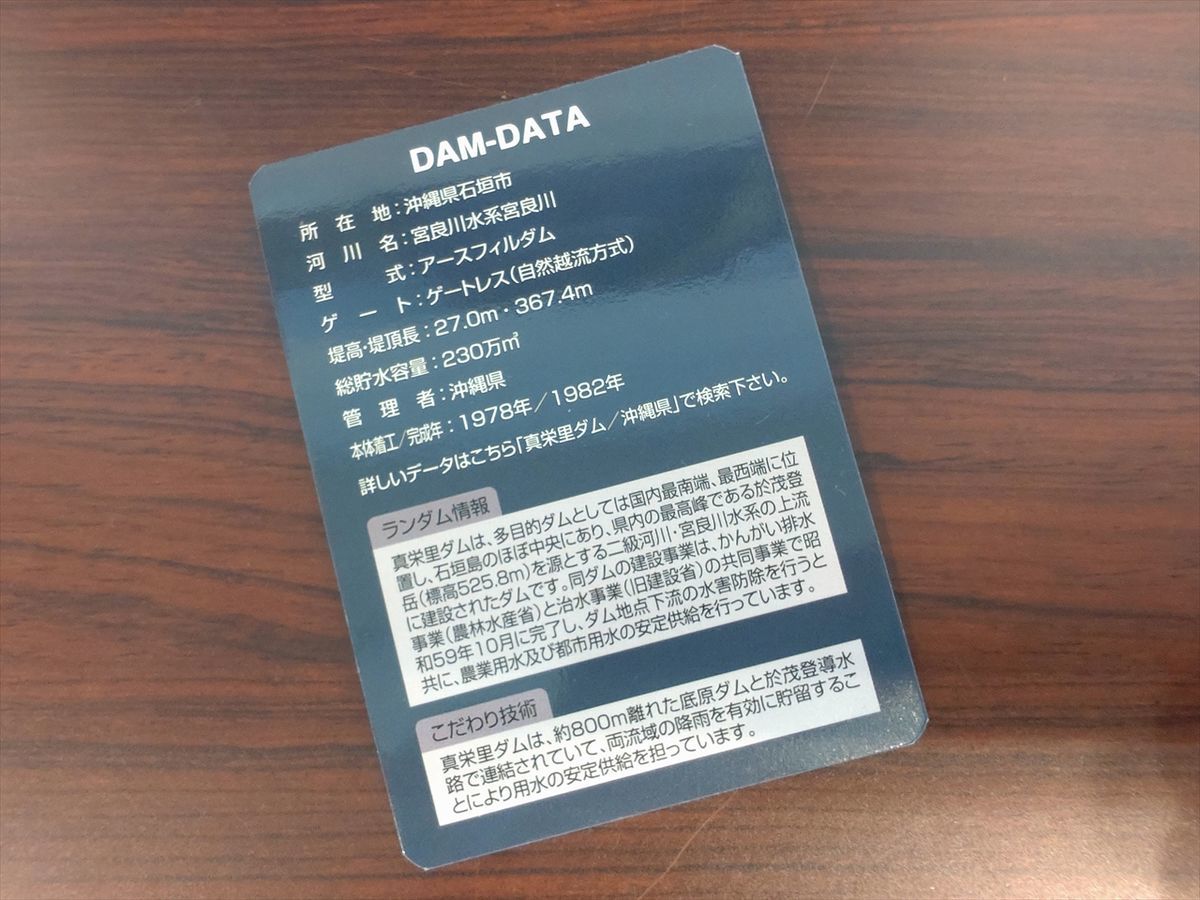 DAM-DATA
所在地:沖縄県石垣市
河川名:宮良川水系宮良川
型式:アースフィルダム
ゲート:ゲートレス(自然越流方式)
堤高・堤頂長:27.0m・367.4m
総貯水容量:230万㎥
管理者:沖縄県
本体着工/完成年:1978年/1982年
詳しいデータはこちら「真栄里ダム/沖縄県」で検索下さい。
ランダム情報
真栄里ダムは、多目的ダムとしては国内最南端、最西端に位
置し、石垣島のほぼ中央にあり、県内の最高峰である於茂登
岳(標高525.8m)を源とする二級河川・宮良川水系の上流
に建設されたダムです。同ダムの建設事業は、かんがい排水
事業(農林水産省)と治水事業(旧建設省)の共同事業で昭
和59年10月に完了し、ダム地点下流の水害防除を行うと
共に、農業用水及び都市用水の安定供給を行っています。
こだわり技術
真栄里ダムは、約800m離れた底原ダムと於茂登導水
路で連結されていて、両流域の降雨を有効に貯留するこ
とにより用水の安定供給を担っています。